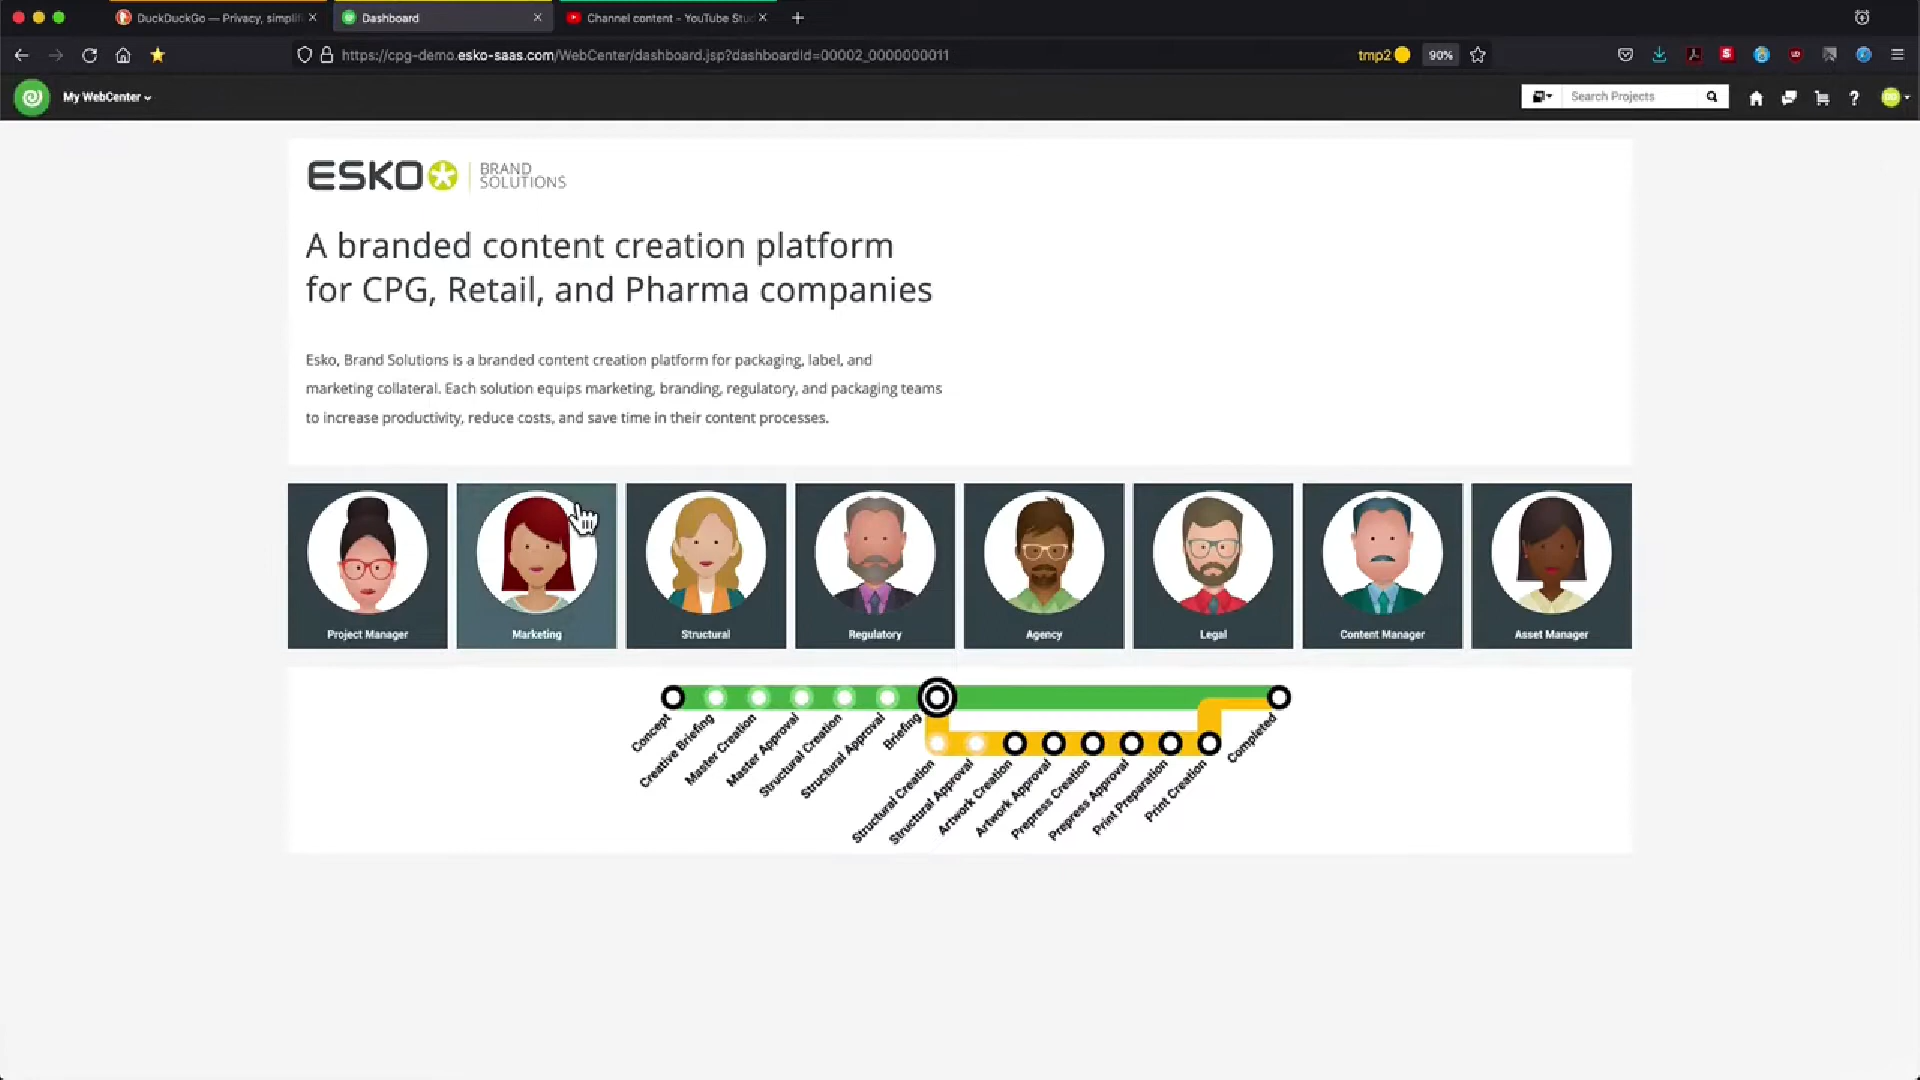 DuckDuckGo — Privacy, simplifi
Dashboard
Channel content - YouTube Stu
https://cpg-demo.esko-saas.com/WebCenter/dashboard.jsp?dashboardId=00002_0000000011
tmp2
90%
My WebCenter
Search Projects
ESKO
BRAND
SOLUTIONS
A branded content creation platform
for CPG, Retail, and Pharma companies
Esko, Brand Solutions is a branded content creation platform for packaging, label, and
marketing collateral. Each solution equips marketing, branding, regulatory, and packaging teams
to increase productivity, reduce costs, and save time in their content processes.
Project Manager
Marketing
Structural
Regulatory
Agency
Legal
Content Manager
Asset Manager
Concept
Creative Briefing
Master Creation
Master Approval
Structural Creation
Structural Approval
Briefing
Structural Creation
Structural Approval
Artwork Creation
Artwork Approval
Prepress Creation
Prepress Approval
Print Preparation
Print Creation
Completed